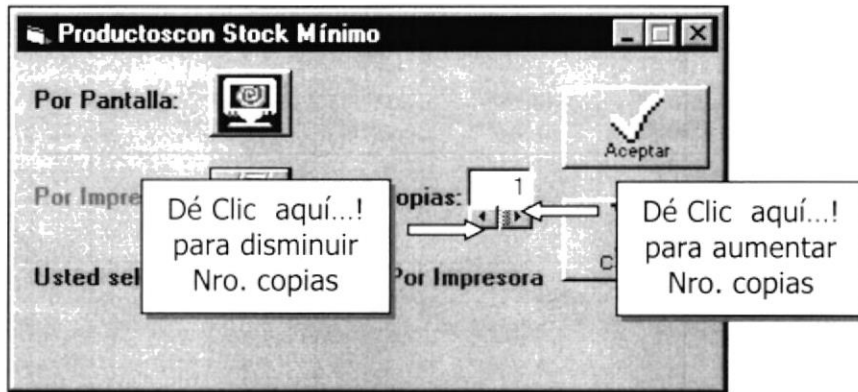 Productoscon Stock Mínimo
Por Pantalla:
Aceptar
Por Impre
opias: 1
Dé Clic aquí...!
para disminuir
Nro. copias
Dé Clic aquí...!
para aumentar
Nro. copias
Usted sel
Por Impresora
C